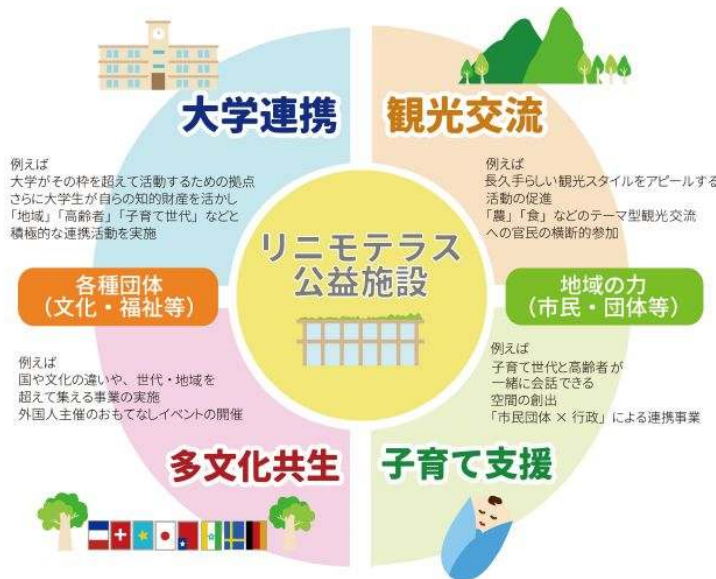 大学連携
例えば
大学がその枠を超えて活動するための拠点
さらに大学生が自らの知的財産を活かし
「地域」「高齢者」「子育て世代」などと
積極的な連携活動を実施
観光交流
例えば
長久手らしい観光スタイルをアピールする
活動の促進
「農」「食」などのテーマ型観光交流
への官民の横断的参加
リニモテラス
公益施設
各種団体
（文化・福祉等）
地域の力
（市民・団体等）
例えば
国や文化の違いや、世代・地域を
超えて集える事業の実施
外国人主催のおもてなしイベントの開催
多文化共生
例えば
子育て世代と高齢者が
一緒に会話できる
空間の創出
「市民団体 × 行政」による連携事業
子育て支援